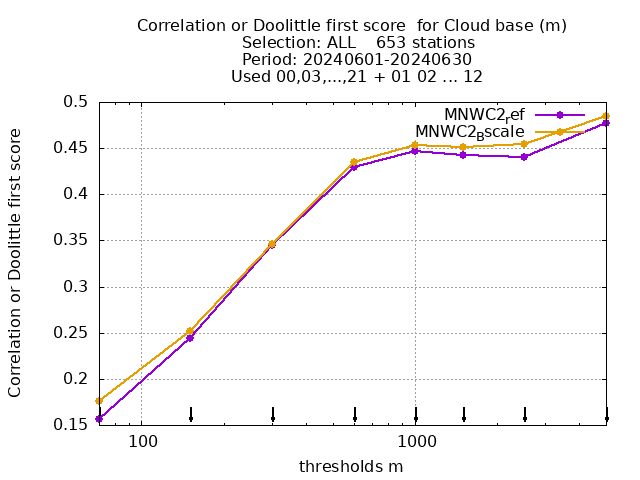 Correlation or Doolittle first score  for Cloud base (m)
Selection: ALL    653 stations
Period: 20240601-20240630
Used 00,03,...,21 + 01 02 ... 12
MNWC2ref
MNWC2Bscale
0.5
0.45
0.4
0.35
0.3
0.25
0.2
0.15
100
1000
thresholds m
Correlation or Doolittle first score